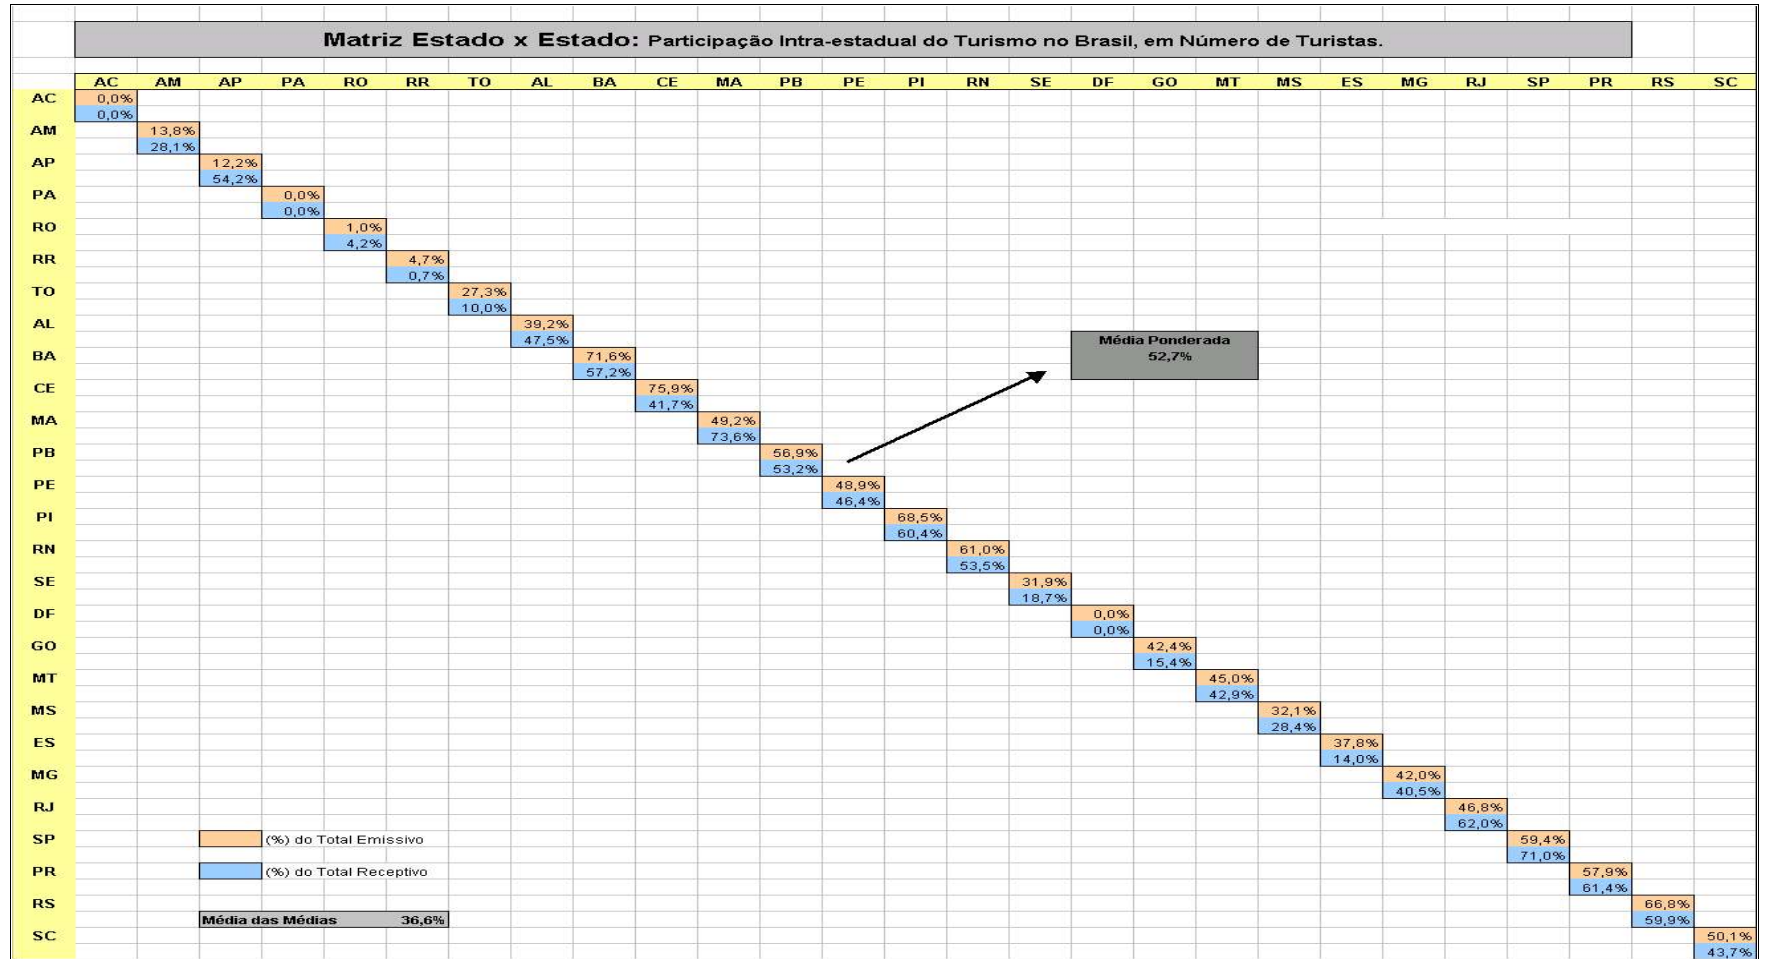 Matriz Estado x Estado: Participação Intra-estadual do Turismo no Brasil, em Número de Turistas.
AC AM AP PA RO RR TO AL BA CE MA PB PE PI RN SE DF GO MT MS ES MG RJ SP PR RS SC
AC 0,0%
0,0%
AM 13,8%
28,1%
AP 12,2%
54,2%
PA 0,0%
0,0%
RO 1,0%
4,2%
RR 4,7%
0,7%
TO 27,3%
10,0%
AL 39,2%
47,5% Média Ponderada
BA 71,6% 52,7%
57,2%
CE 75,9%
41,7%
MA 49,2%
73,6%
PB 56,9%
53,2%
PE 48,9%
46,4%
PI 68,5%
60,4%
RN 61,0%
53,5%
SE 31,9%
18,7%
DF 0,0%
0,0%
GO 42,4%
15,4%
MT 45,0%
42,9%
MS 32,1%
28,4%
ES 37,8%
14,0%
MG 42,0%
40,5%
RJ 46,8%
62,0%
SP (%) do Total Emissivo 59,4%
71,0%
PR (%) do Total Receptivo 57,9%
61,4%
RS 66,8%
Média das Médias 36,6% 59,9%
SC 50,1%
43,7%